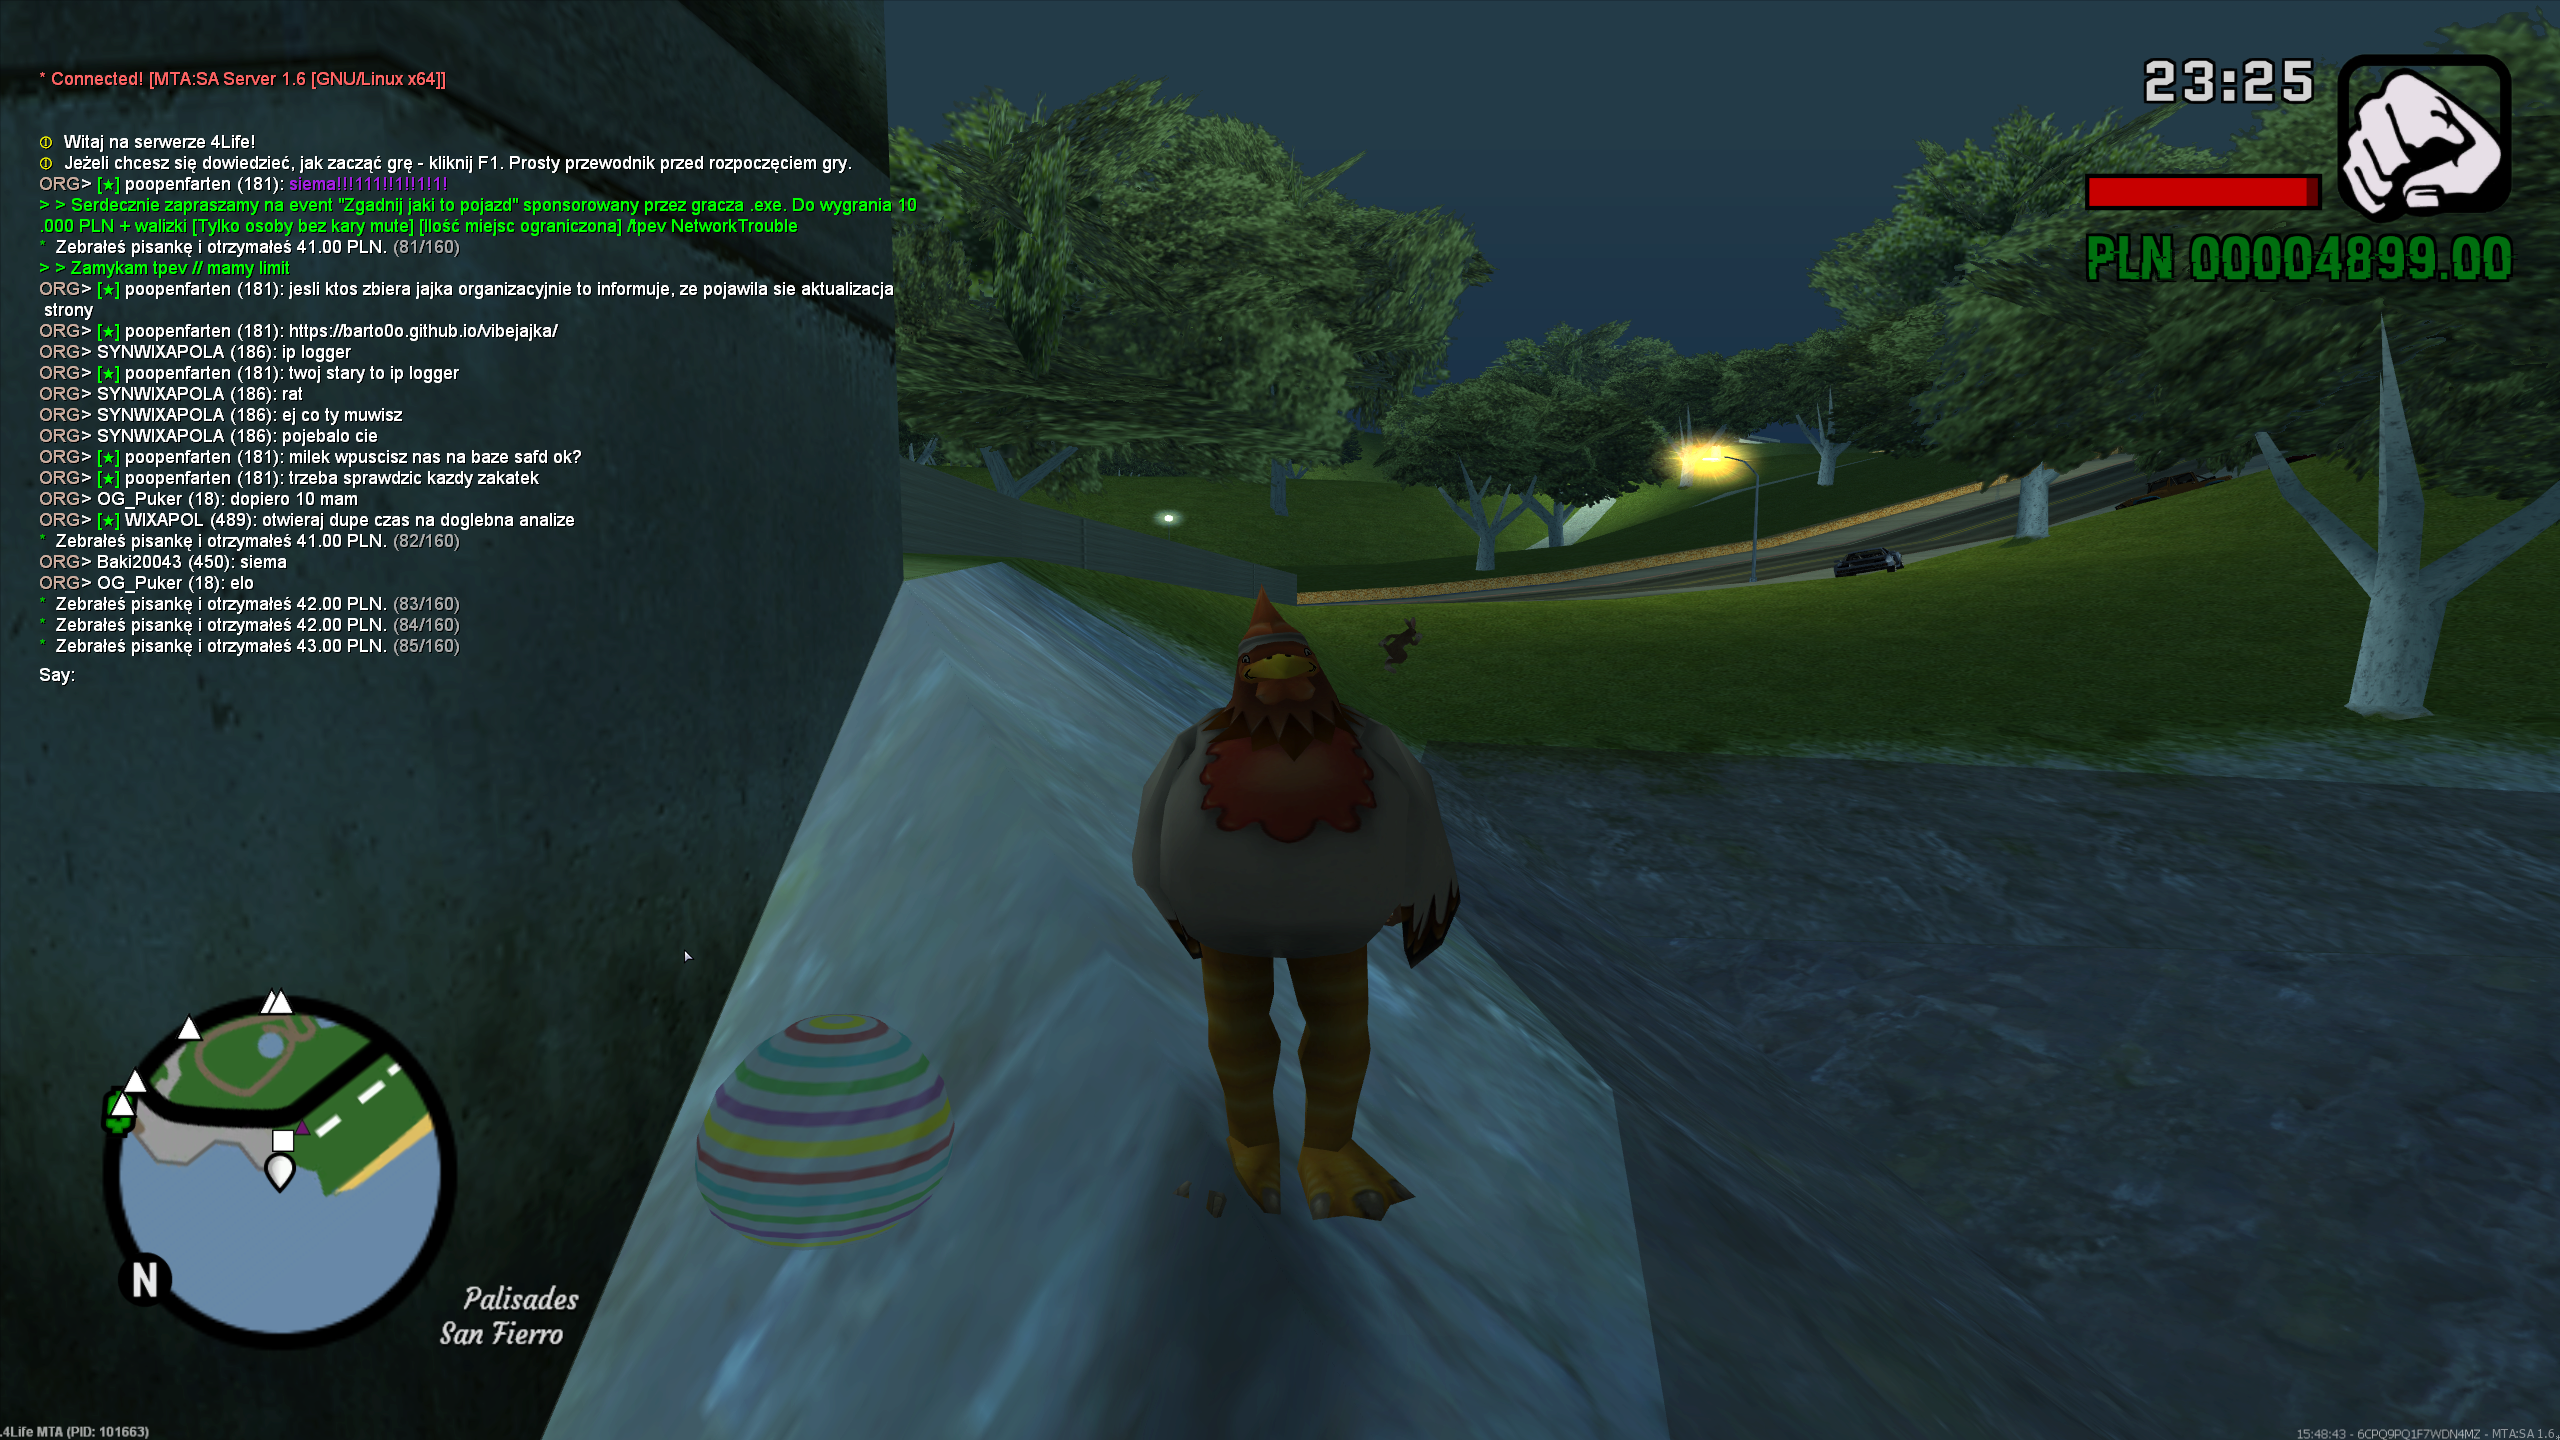 * Connected! [MTA:SA Server 1.6 [GNU/Linux x64]]
Witaj na serwerze 4Life!
Jeżeli chcesz się dowiedzieć, jak zacząć grę - kliknij F1. Prosty przewodnik przed rozpoczęciem gry.
ORG> [★] poopenfarten (181): siema!!!111!!1!!1!1!
> > Serdecznie zapraszamy na event "Zgadnij jaki to pojazd" sponsorowany przez gracza .exe. Do wygrania 10
.000 PLN + walizki [Tylko osoby bez kary mute] [Ilość miejsc ograniczona] /tpev NetworkTrouble
* Zebrałeś pisankę i otrzymałeś 41.00 PLN. (81/160)
> > Zamykam tpev // mamy limit
ORG> [★] poopenfarten (181): jesli ktos zbiera jajka organizacyjnie to informuje, ze pojawila sie aktualizacja
strony
ORG> [★] poopenfarten (181): https://barto0o.github.io/vibejajka/
ORG> SYNWIXAPOLA (186): ip logger
ORG> [★] poopenfarten (181): twoj stary to ip logger
ORG> SYNWIXAPOLA (186): rat
ORG> SYNWIXAPOLA (186): ej co ty muwisz
ORG> SYNWIXAPOLA (186): pojebalo cie
ORG> [★] poopenfarten (181): milek wpuscisz nas na baze safd ok?
ORG> [★] poopenfarten (181): trzeba sprawdzic kazdy zakatek
ORG> OG_Puker (18): dopiero 10 mam
ORG> [★] WIXAPOL (489): otwieraj dupe czas na doglebna analize
* Zebrałeś pisankę i otrzymałeś 41.00 PLN. (82/160)
ORG> Baki20043 (450): siema
ORG> OG_Puker (18): elo
* Zebrałeś pisankę i otrzymałeś 42.00 PLN. (83/160)
* Zebrałeś pisankę i otrzymałeś 42.00 PLN. (84/160)
* Zebrałeś pisankę i otrzymałeś 43.00 PLN. (85/160)
Say:
23:25
PLN 00004899.00
N
Palisades
San Fierro
.4Life MTA (PID: 101663)
15:48:43 - 6CPQ9PQ1F7WDN4MZ - MTA:SA 1.6